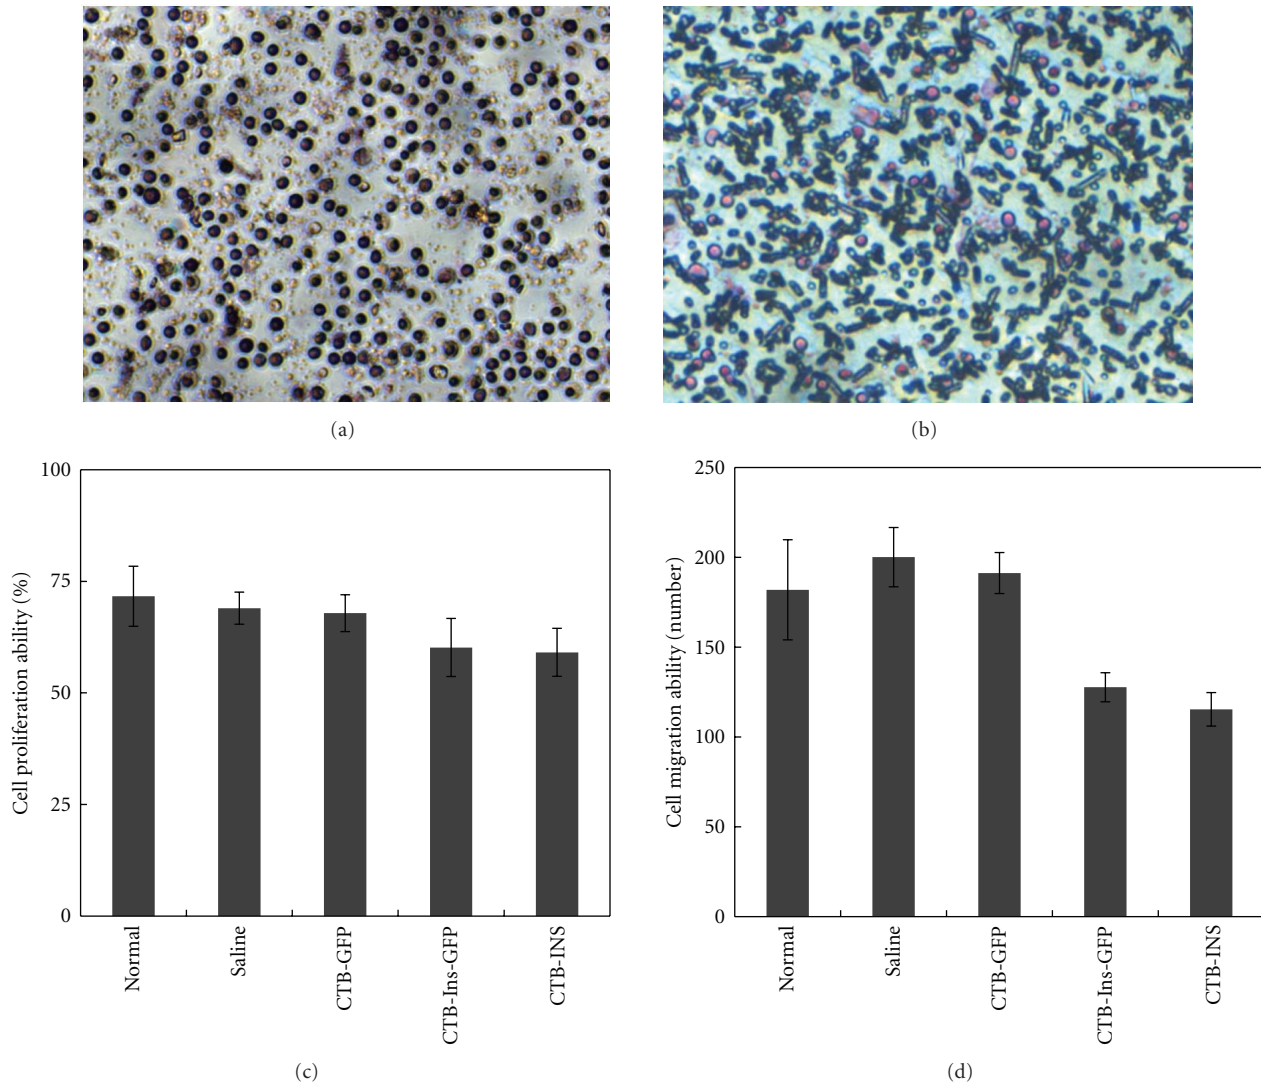 (a)
(b)
100
75
50
25
0
Cell proliferation ability (%)
Normal
Saline
CTB-GFP
CTB-Ins-GFP
CTB-INS
(c)
250
200
150
100
50
0
Cell migration ability (number)
Normal
Saline
CTB-GFP
CTB-Ins-GFP
CTB-INS
(d)